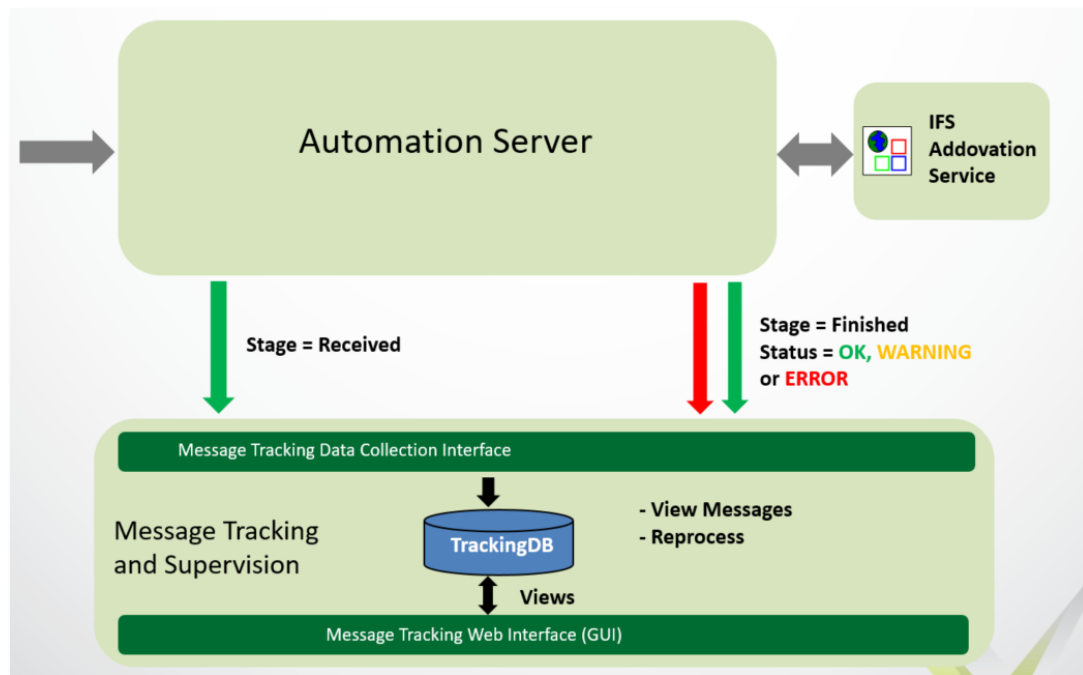 Automation Server
IFS
Addovation
Service
Stage = Received
Stage = Finished
Status = OK, WARNING
or ERROR
Message Tracking Data Collection Interface
Message Tracking
and Supervision
TrackingDB
- View Messages
- Reprocess
Views
Message Tracking Web Interface (GUI)